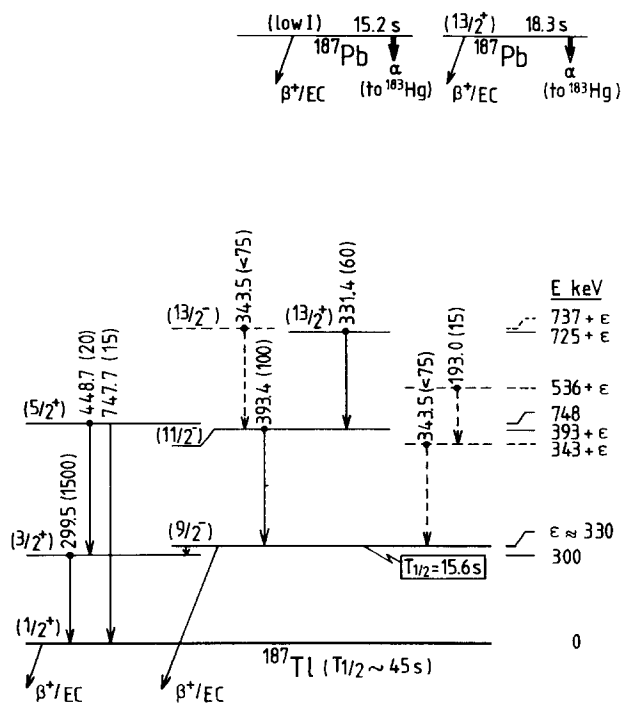 (low I) 15.2 s
¹⁸⁷Pb
α
(to ¹⁸³Hg)
β⁺/EC
(13/2⁺) 18.3 s
¹⁸⁷Pb
α
(to ¹⁸³Hg)
β⁺/EC
E keV
(13/2⁻)
343.5 (<75)
(13/2⁺)
331.4 (60)
737 + ε
725 + ε
448.7 (20)
747.7 (15)
393.4 (100)
343.5 (<75)
193.0 (15)
536 + ε
(5/2⁺)
748
(11/2⁻)
393 + ε
343 + ε
299.5 (1500)
(3/2⁺)
(9/2⁻)
ε ≈ 330
300
T1/2 = 15.6 s
(1/2⁺)
0
¹⁸⁷Tl (T1/2 ~ 45 s)
β⁺/EC
β⁺/EC